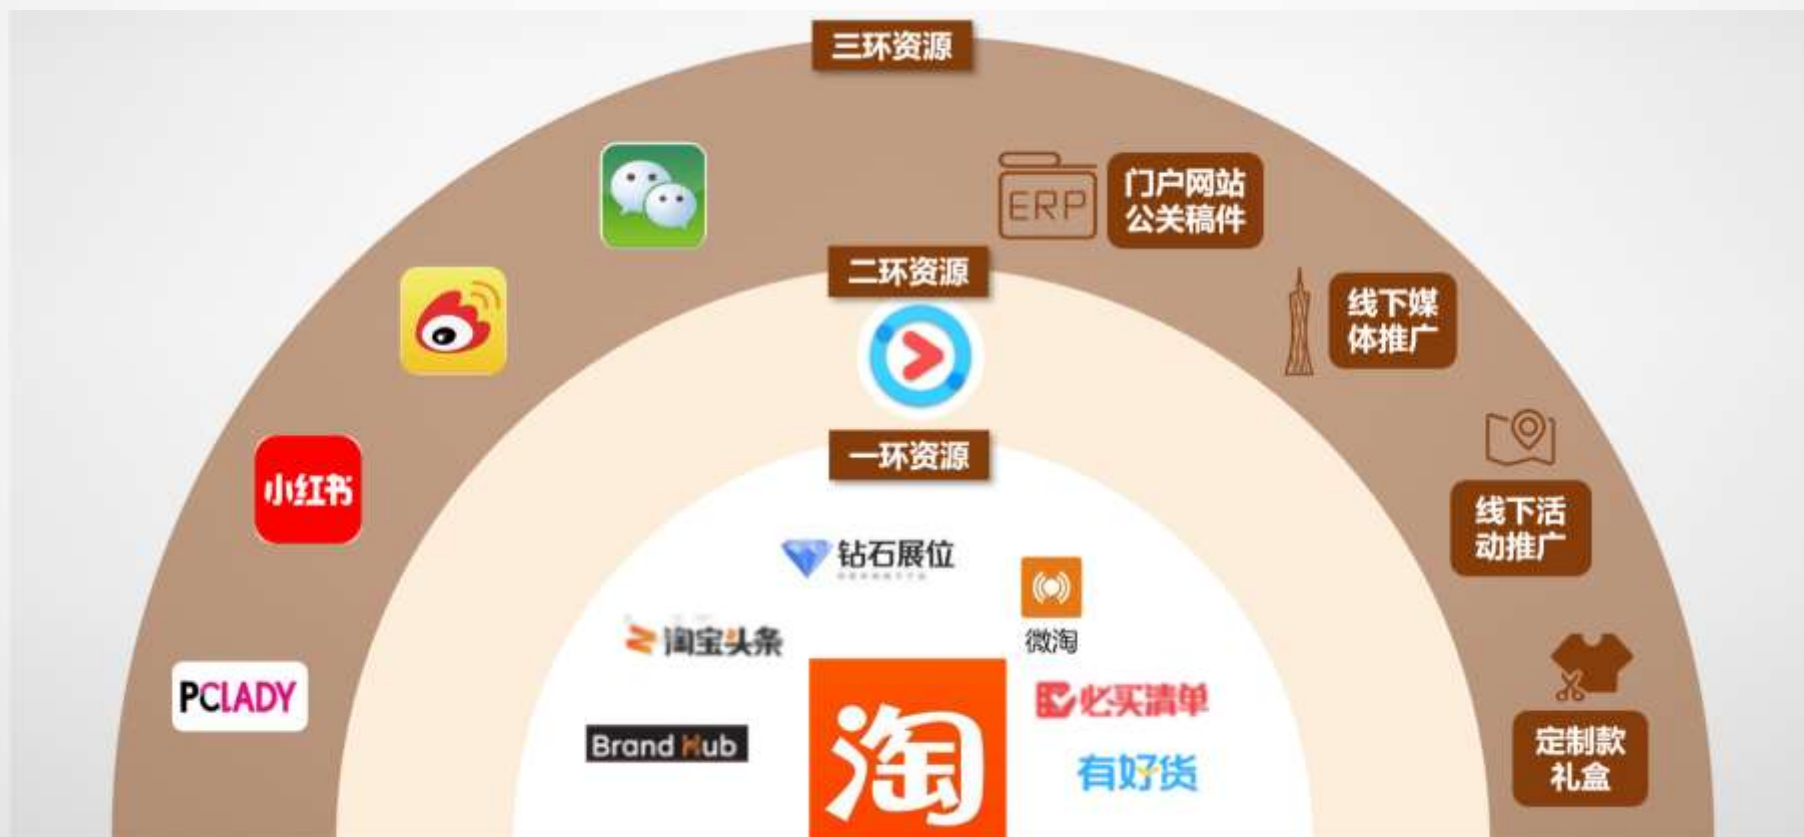 三环资源
ERP
门户网站
公关稿件
二环资源
线下媒
体推广
一环资源
小红书
线下活
动推广
钻石展位
微淘
淘宝头条
PCLADY
必买清单
Brand Hub
淘
有好货
定制款
礼盒